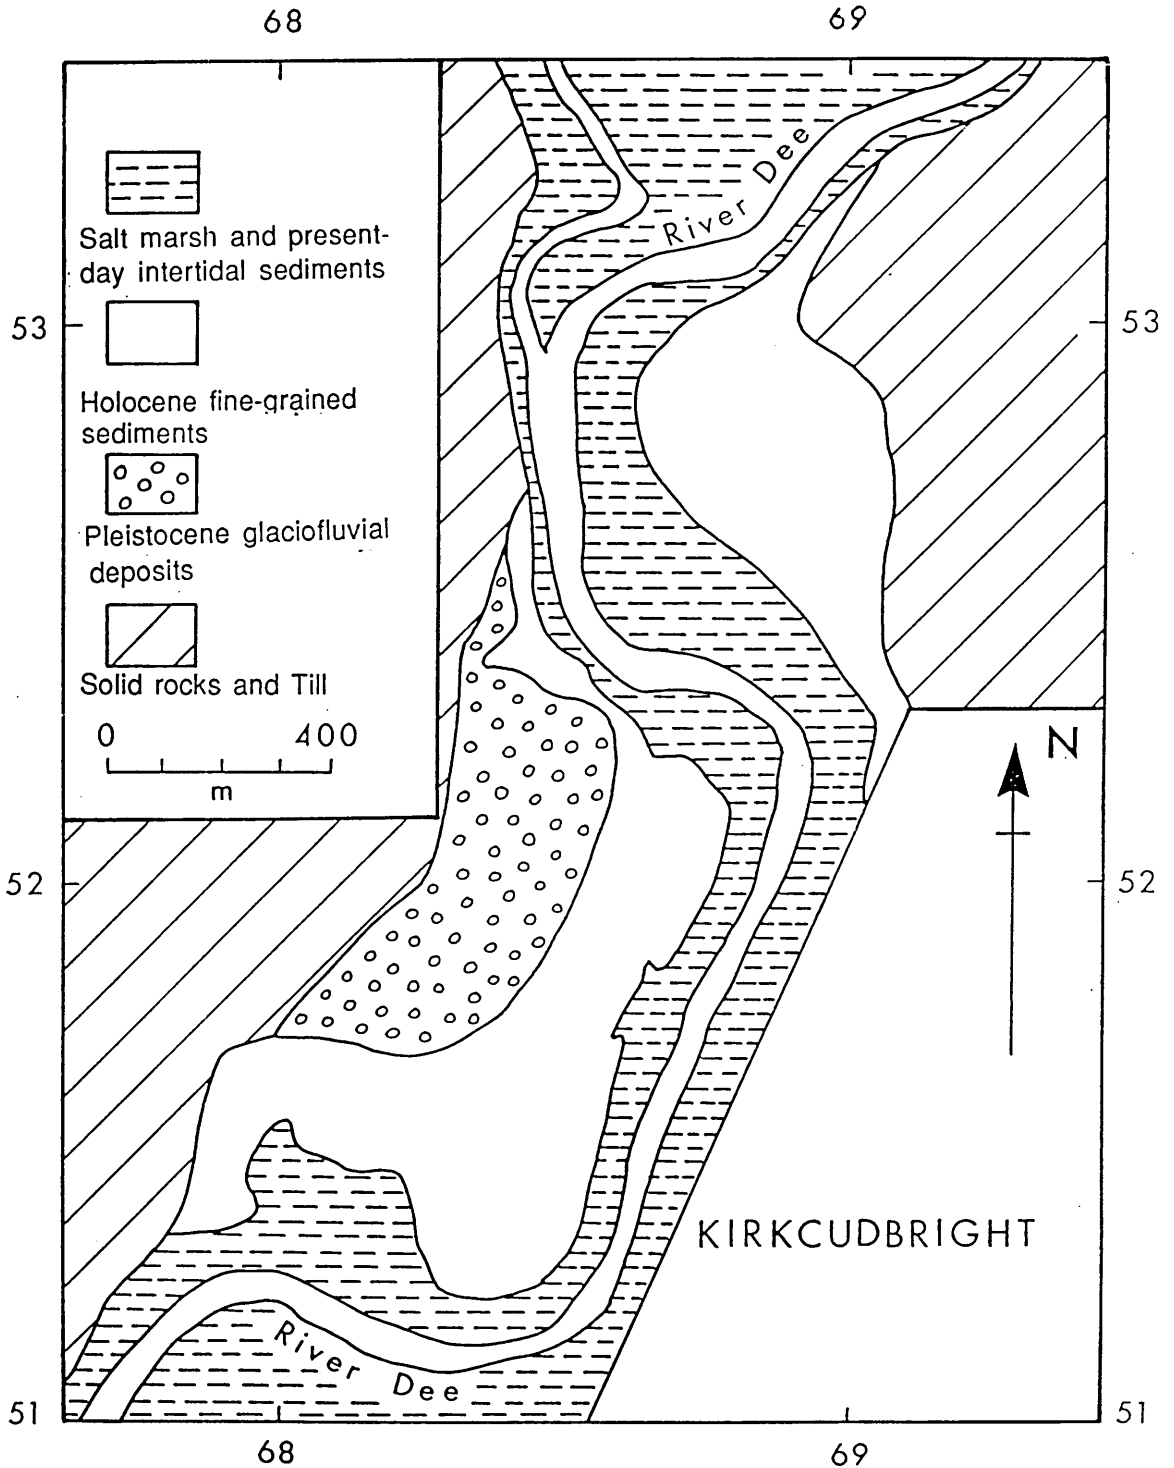 68 69
River Dee
Salt marsh and present-
day intertidal sediments
53 53
Holocene fine-grained
sediments
Pleistocene glaciofluvial
deposits
Solid rocks and Till
0 400
m
N
52 52
KIRKCUDBRIGHT
River Dee
51 51
68 69